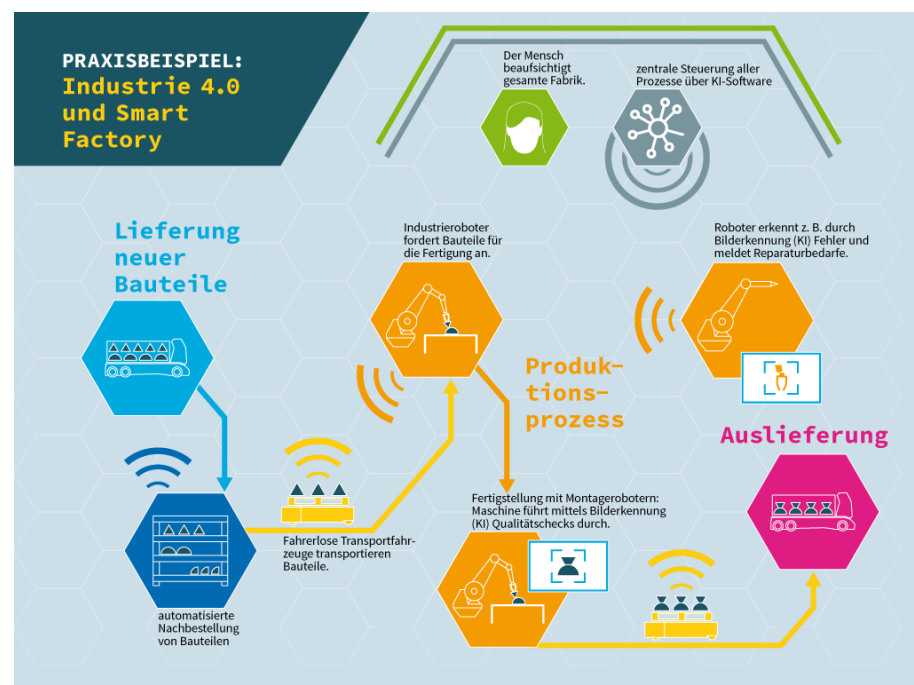 PRAXISBEISPIEL:
Industrie 4.0
und Smart
Factory
Der Mensch
beaufsichtigt
gesamte Fabrik.
zentrale Steuerung aller
Prozesse über KI-Software
Lieferung
neuer
Bauteile
Industrieroboter
fordert Bauteile für
die Fertigung an.
Roboter erkennt z. B. durch
Bilderkennung (KI) Fehler und
meldet Reparaturbedarfe.
Produk-
tions-
prozess
Auslieferung
Fertigstellung mit Montagerobotern:
Maschine führt mittels Bilderkennung
(KI) Qualitätschecks durch.
Fahrerlose Transportfahr-
zeuge transportieren
Bauteile.
automatisierte
Nachbestellung
von Bauteilen